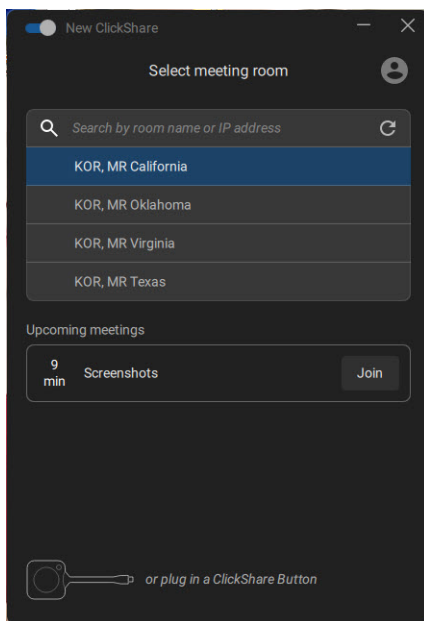 New ClickShare
Select meeting room
Search by room name or IP address
KOR, MR California
KOR, MR Oklahoma
KOR, MR Virginia
KOR, MR Texas
Upcoming meetings
9
min
Screenshots
Join
or plug in a ClickShare Button